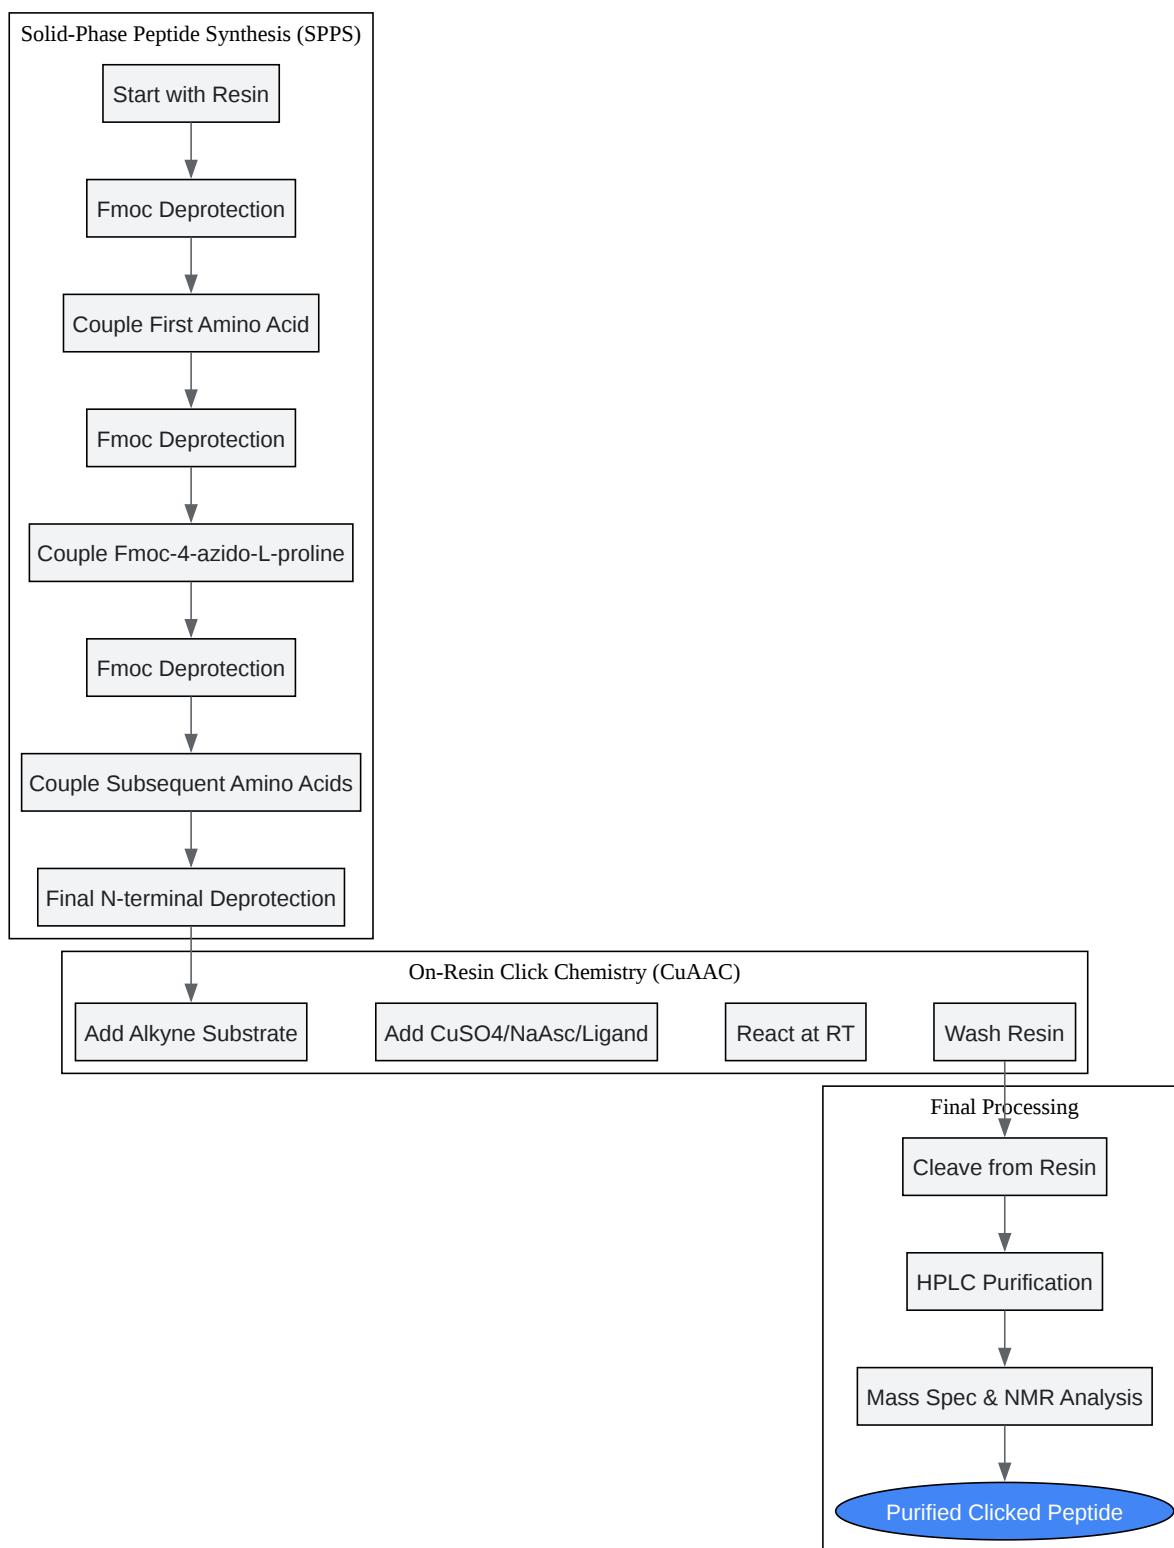 Solid-Phase Peptide Synthesis (SPPS)
Start with Resin
Fmoc Deprotection
Couple First Amino Acid
Fmoc Deprotection
Couple Fmoc-4-azido-L-proline
Fmoc Deprotection
Couple Subsequent Amino Acids
Final N-terminal Deprotection
On-Resin Click Chemistry (CuAAC)
Add Alkyne Substrate
Add CuSO4/NaAsc/Ligand
React at RT
Wash Resin
Final Processing
Cleave from Resin
HPLC Purification
Mass Spec & NMR Analysis
Purified Clicked Peptide